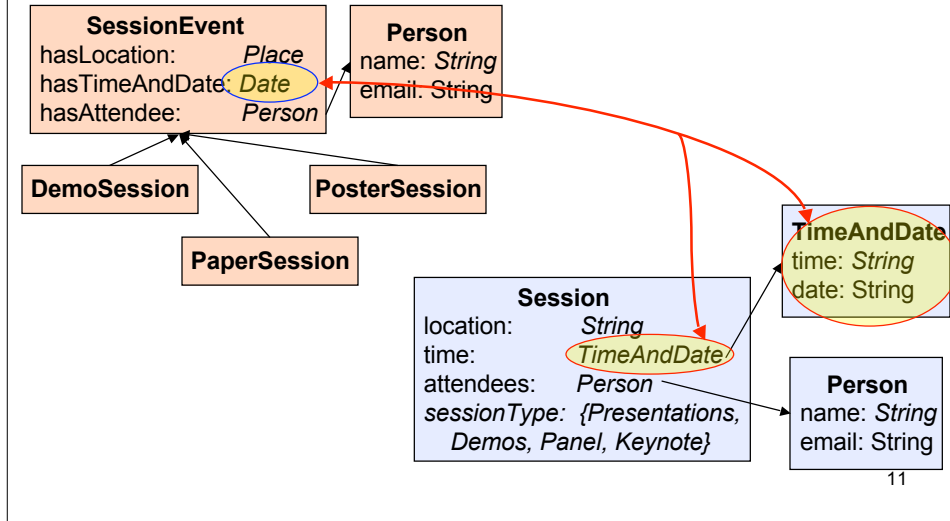 SessionEvent
hasLocation: Place
hasTimeAndDate: Date
hasAttendee: Person
Person
name: String
email: String
DemoSession
PosterSession
PaperSession
TimeAndDate
time: String
date: String
Session
location: String
time: TimeAndDate
attendees: Person
sessionType: {Presentations,
Demos, Panel, Keynote}
Person
name: String
email: String
11